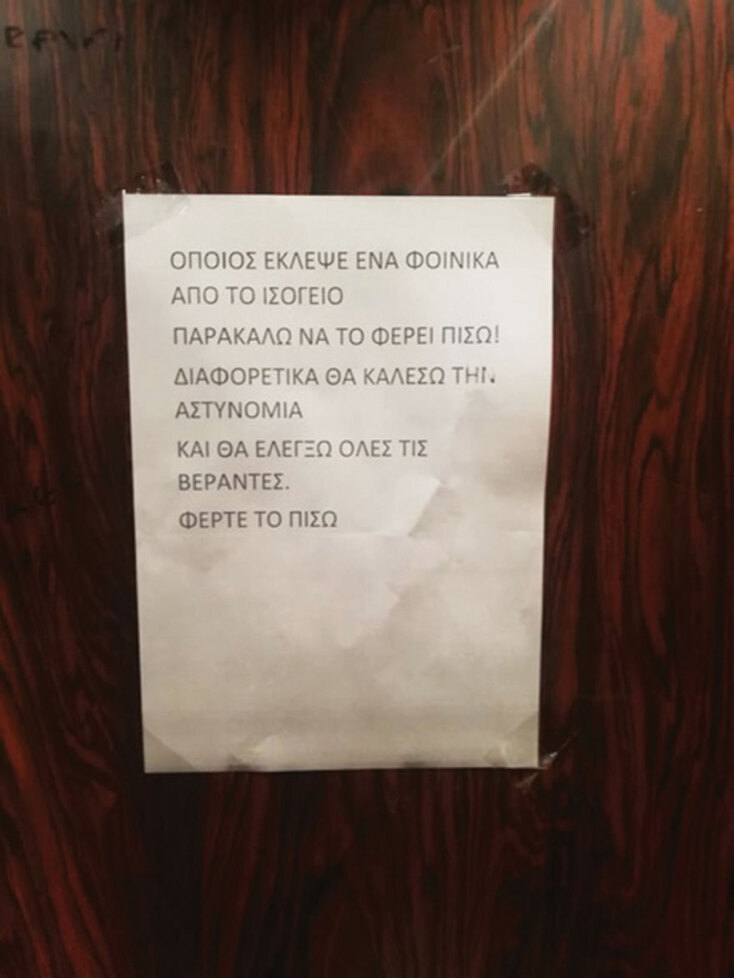 ΟΠΟΙΟΣ ΕΚΛΕΨΕ ΕΝΑ ΦΟΙΝΙΚΑ
ΑΠΟ ΤΟ ΙΣΟΓΕΙΟ
ΠΑΡΑΚΑΛΩ ΝΑ ΤΟ ΦΕΡΕΙ ΠΙΣΩ!
ΔΙΑΦΟΡΕΤΙΚΑ ΘΑ ΚΑΛΕΣΩ ΤΗΝ
ΑΣΤΥΝΟΜΙΑ
ΚΑΙ ΘΑ ΕΛΕΓΞΩ ΟΛΕΣ ΤΙΣ
ΒΕΡΑΝΤΕΣ.
ΦΕΡΤΕ ΤΟ ΠΙΣΩ